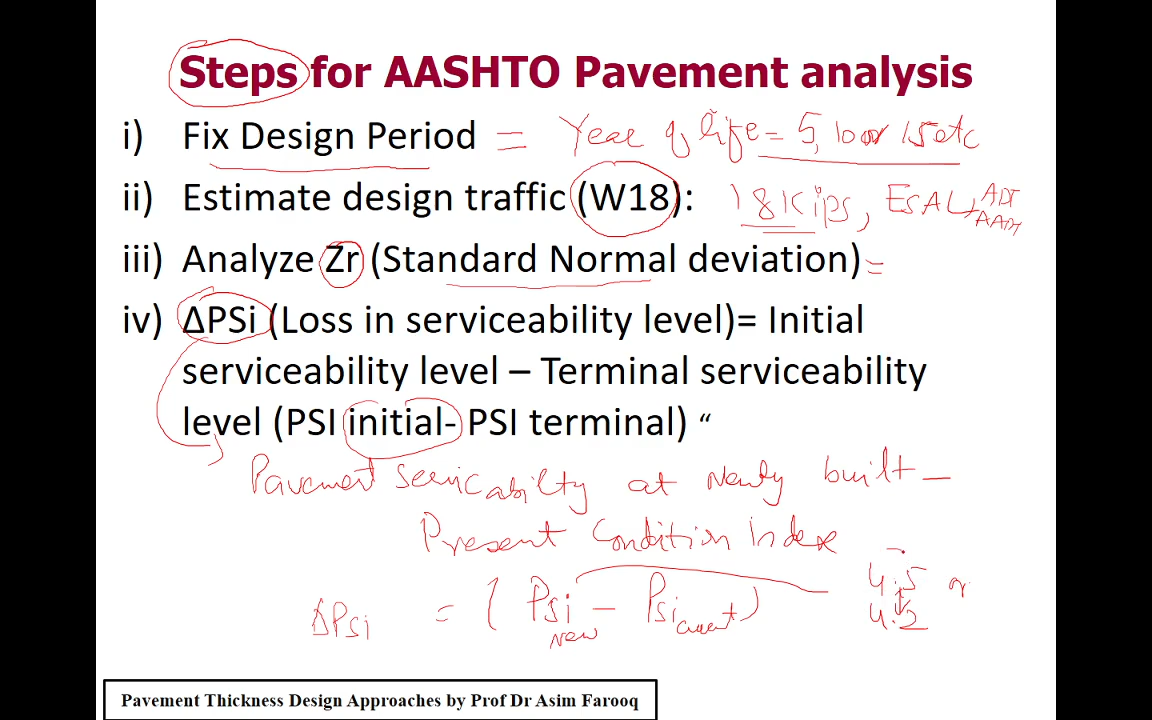 Steps for AASHTO Pavement analysis
i) Fix Design Period = Year of life = 5, 10 or 15 etc
ii) Estimate design traffic (W18): 18 Kips, ESAL, ADT
AADT
iii) Analyze Zr (Standard Normal deviation) =
iv) ΔPSi (Loss in serviceability level)= Initial
serviceability level – Terminal serviceability
level (PSI initial- PSI terminal) “
Pavement servicability at Newly built –
Present Condition Index
ΔPsi = ( Psi new – Psi current ) 4.5 or
4.2
Pavement Thickness Design Approaches by Prof Dr Asim Farooq